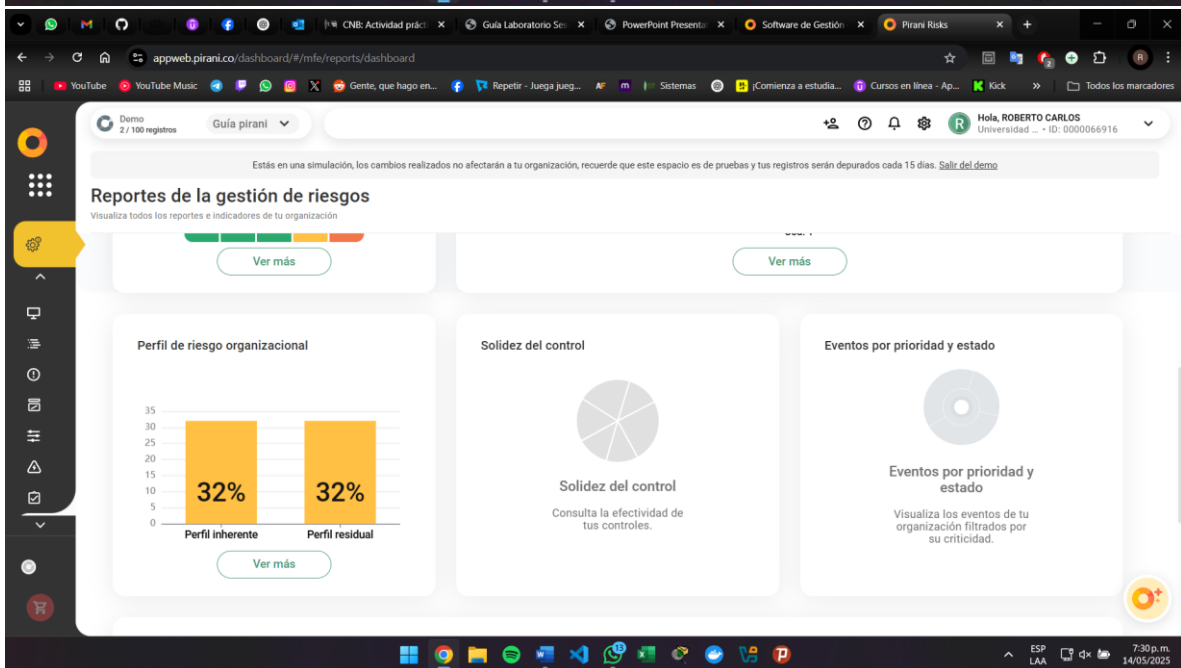 CNB: Actividad prác
Guía Laboratorio Ses
PowerPoint Presenta
Software de Gestión
Pirani Risks
appweb.pirani.co/dashboard/#/mfe/reports/dashboard
R
YouTube
YouTube Music
Gente, que hago en...
Repetir - Juega jueg...
AF
m
Sistemas
¡Comienza a estudia...
Cursos en línea - Ap...
Kick
Todos los marcadores
Demo
2 / 100 registros
Guía pirani
R
Hola, ROBERTO CARLOS
Universidad ... • ID: 0000066916
Estás en una simulación, los cambios realizados no afectarán a tu organización, recuerde que este espacio es de pruebas y tus registros serán depurados cada 15 días. Salir del demo
Reportes de la gestión de riesgos
Visualiza todos los reportes e indicadores de tu organización
Ver más
Ver más
Perfil de riesgo organizacional
35
30
25
20
15
10
5
0
32%
32%
Perfil inherente
Perfil residual
Ver más
Solidez del control
Solidez del control
Consulta la efectividad de
tus controles.
Eventos por prioridad y estado
Eventos por prioridad y
estado
Visualiza los eventos de tu
organización filtrados por
su criticidad.
13
ESP
LAA
7:30 p. m.
14/05/2025